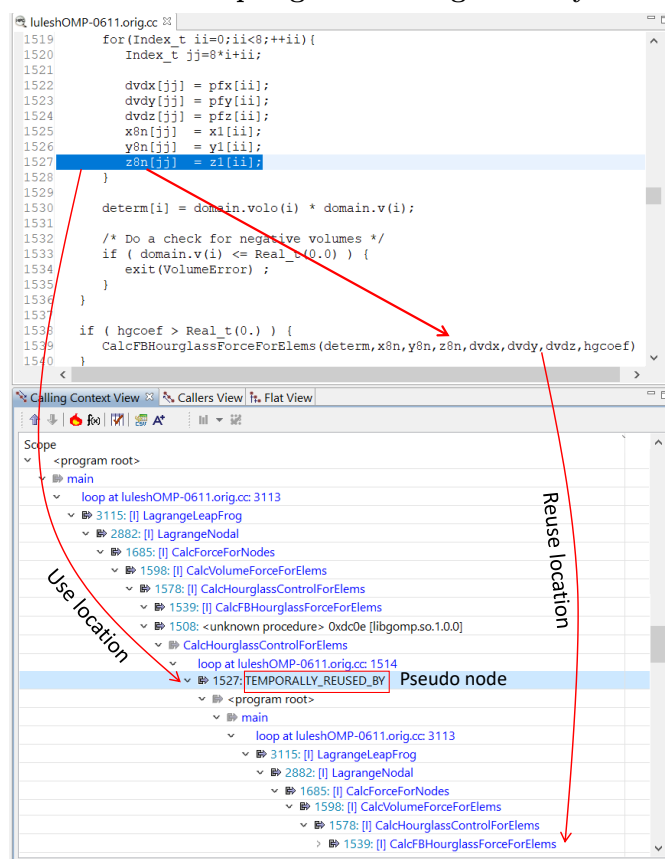 luleshOMP-0611.orig.cc
1519 for(Index_t ii=0;ii<8;++ii){
1520 Index_t jj=8*i+ii;
1521
1522 dvdx[jj] = pfx[ii];
1523 dvdy[jj] = pfy[ii];
1524 dvdz[jj] = pfz[ii];
1525 x8n[jj] = x1[ii];
1526 y8n[jj] = y1[ii];
1527 z8n[jj] = z1[ii];
1528 }
1529
1530 determ[i] = domain.volo(i) * domain.v(i);
1531
1532 /* Do a check for negative volumes */
1533 if ( domain.v(i) <= Real_t(0.0) ) {
1534 exit(VolumeError) ;
1535 }
1536 }
1537
1538 if ( hgcoef > Real_t(0.) ) {
1539 CalcFBHourglassForceForElems(determ,x8n,y8n,z8n,dvdx,dvdy,dvdz,hgcoef)
1540 }
Calling Context View Callers View Flat View
Scope
<program root>
main
loop at luleshOMP-0611.orig.cc: 3113
3115: [I] LagrangeLeapFrog
2882: [I] LagrangeNodal
1685: [I] CalcForceForNodes
1598: [I] CalcVolumeForceForElems
1578: [I] CalcHourglassControlForElems
1539: [I] CalcFBHourglassForceForElems
1508: <unknown procedure> 0xdc0e [libgomp.so.1.0.0]
CalcHourglassControlForElems
loop at luleshOMP-0611.orig.cc: 1514
1527: TEMPORALLY_REUSED_BY Pseudo node
<program root>
main
loop at luleshOMP-0611.orig.cc: 3113
3115: [I] LagrangeLeapFrog
2882: [I] LagrangeNodal
1685: [I] CalcForceForNodes
1598: [I] CalcVolumeForceForElems
1578: [I] CalcHourglassControlForElems
1539: [I] CalcFBHourglassForceForElems
Use location
Reuse location